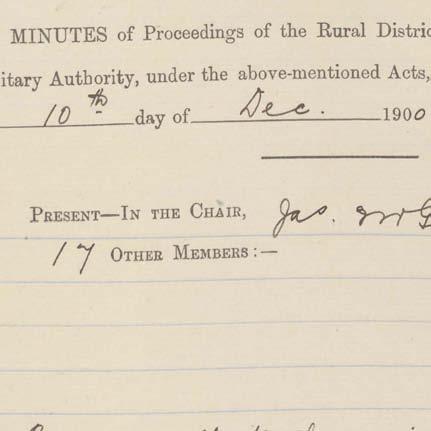 MINUTES of Proceedings of the Rural Distric
itary Authority, under the above-mentioned Acts,
10th day of Dec. 1900
PRESENT—IN THE CHAIR, Jas.
17 OTHER MEMBERS:—